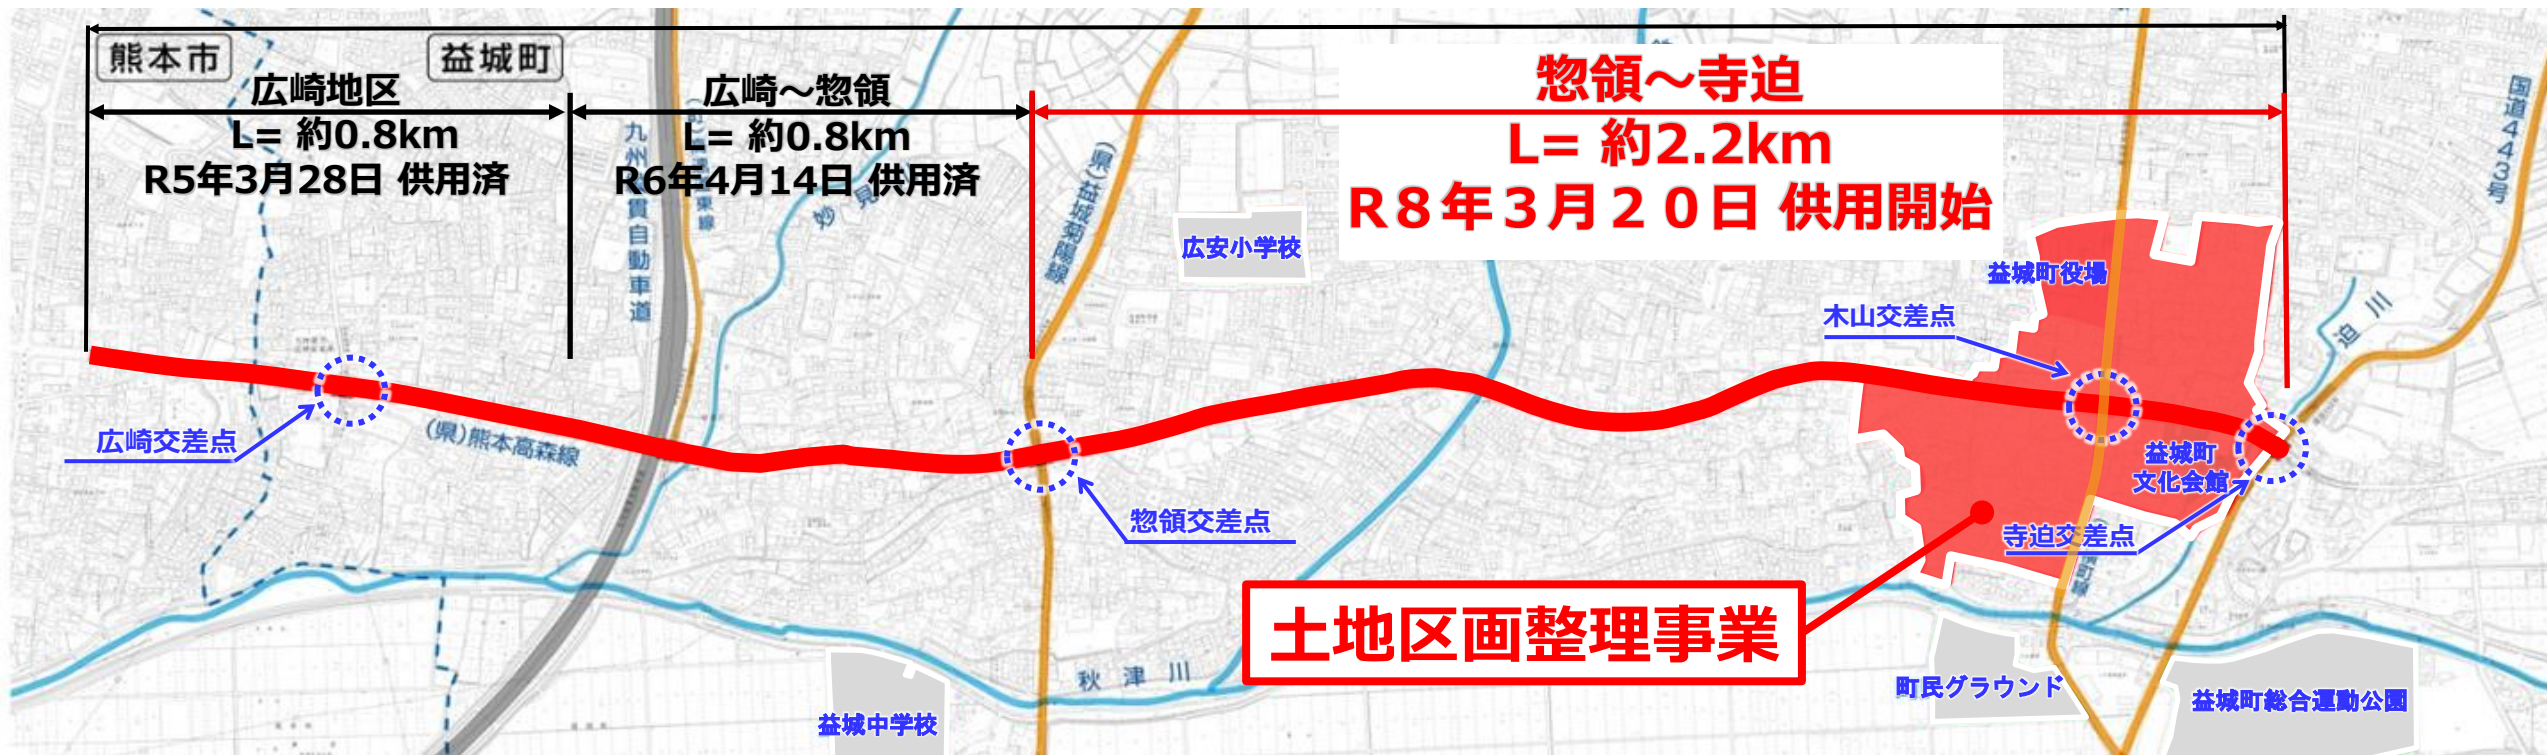 熊本市
益城町
広崎地区
L= 約0.8km
R5年3月28日 供用済
広崎～惣領
L= 約0.8km
R6年4月14日 供用済
惣領～寺迫
L= 約2.2km
R８年３月２０日 供用開始
九州縦貫自動車道
妙見川
(県)益城菊陽線
国道443号
広安小学校
益城町役場
木山交差点
迫川
広崎交差点
(県)熊本高森線
惣領交差点
益城町
文化会館
寺迫交差点
土地区画整理事業
秋津川
益城中学校
町民グラウンド
益城町総合運動公園